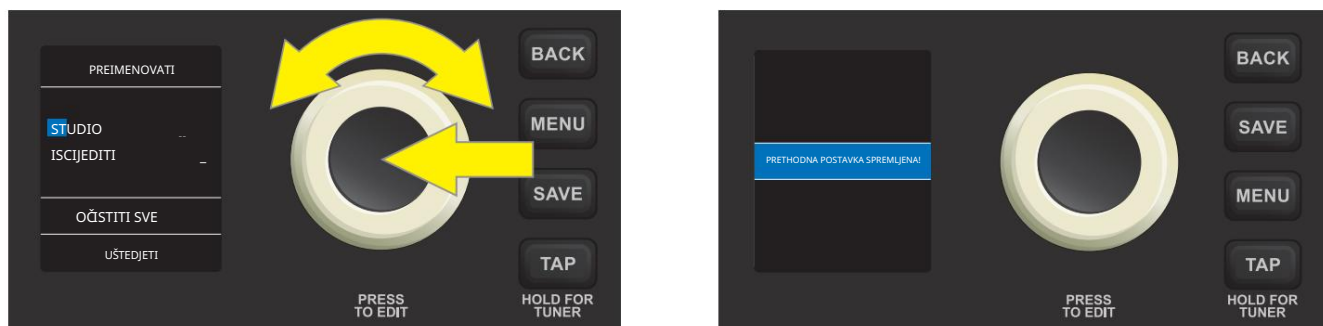 PREIMENOVATI
STUDIO __
ISCIJEDITI _
OČISTITI SVE
UŠTEDJETI
BACK
MENU
SAVE
TAP
PRESS
TO EDIT
HOLD FOR
TUNER
PRETHODNA POSTAVKA SPREMLJENA!
BACK
SAVE
MENU
TAP
PRESS
TO EDIT
HOLD FOR
TUNER